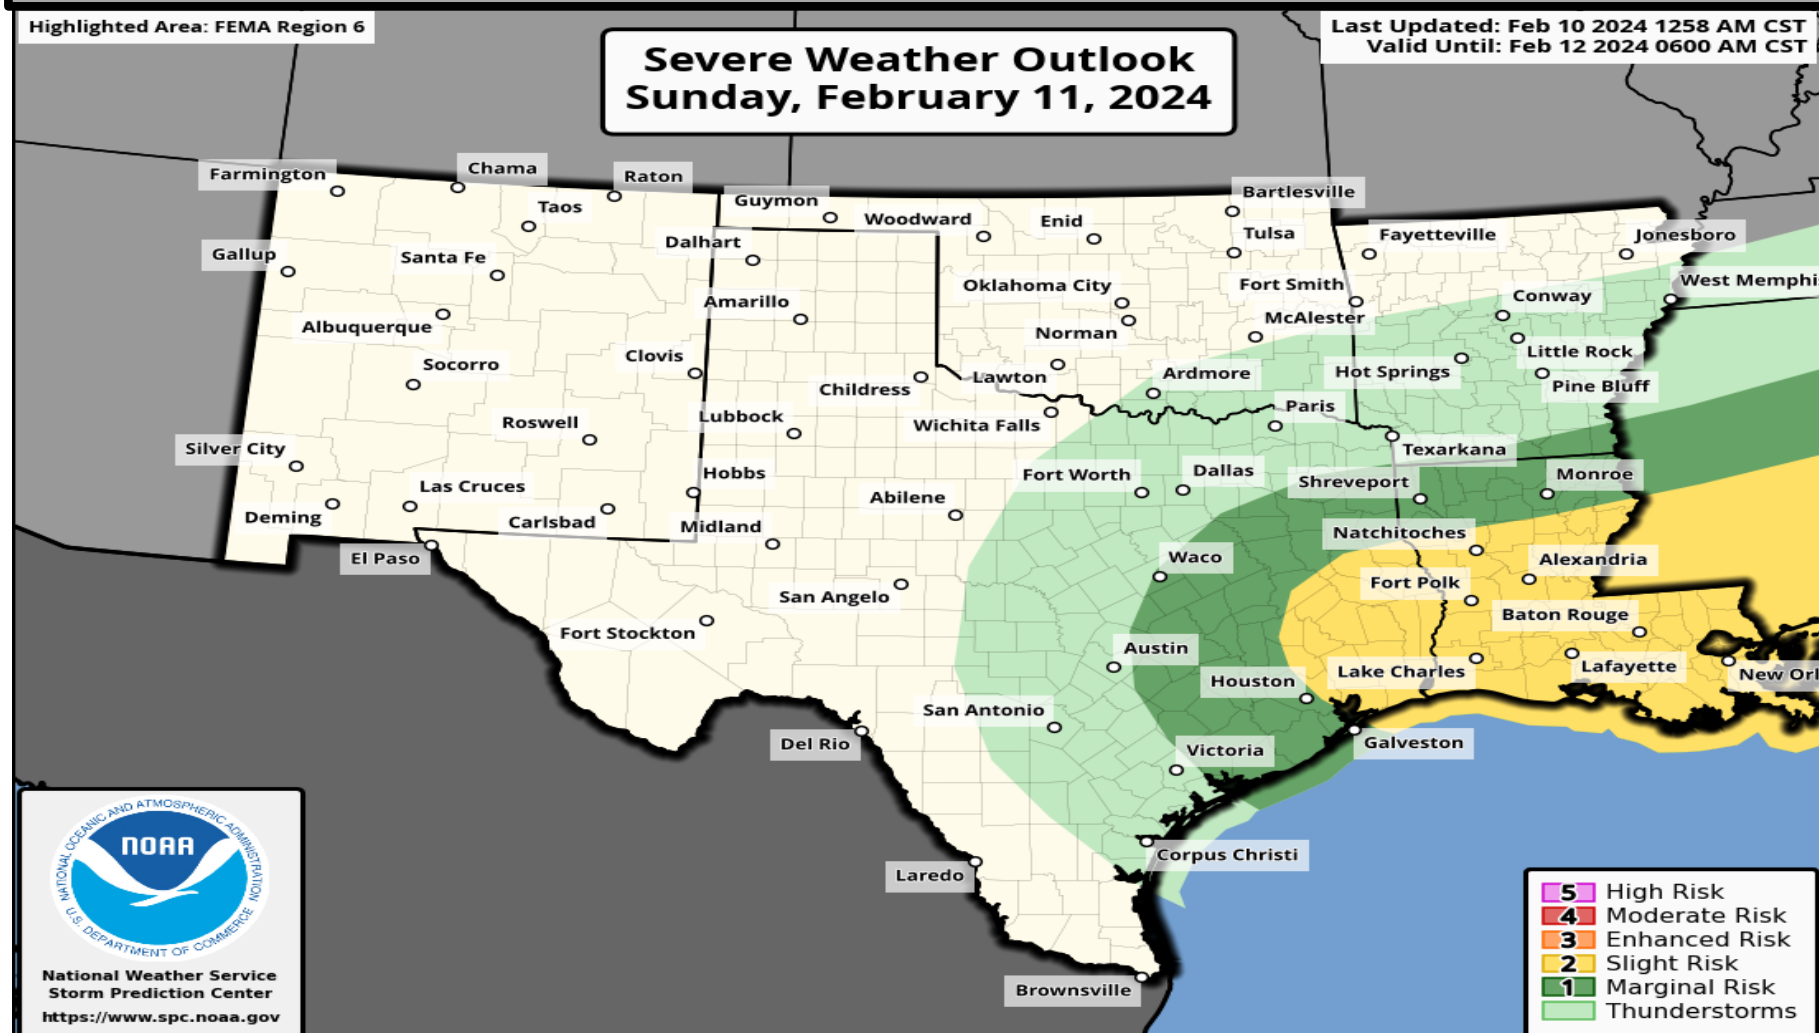 Highlighted Area: FEMA Region 6
Last Updated: Feb 10 2024 1258 AM CST
Valid Until: Feb 12 2024 0600 AM CST
Severe Weather Outlook
Sunday, February 11, 2024
Farmington
Chama
Raton
Taos
Guymon
Woodward
Enid
Bartlesville
Tulsa
Fayetteville
Jonesboro
Gallup
Santa Fe
Dalhart
Oklahoma City
Fort Smith
Conway
West Memphi
Albuquerque
Amarillo
Norman
McAlester
Little Rock
Socorro
Clovis
Childress
Lawton
Ardmore
Hot Springs
Pine Bluff
Roswell
Lubbock
Wichita Falls
Paris
Texarkana
Silver City
Las Cruces
Hobbs
Abilene
Fort Worth
Dallas
Shreveport
Monroe
Deming
Carlsbad
Midland
Natchitoches
El Paso
Waco
Alexandria
San Angelo
Fort Polk
Fort Stockton
Baton Rouge
Austin
Houston
Lake Charles
Lafayette
New Orl
San Antonio
Del Rio
Victoria
Galveston
Corpus Christi
Laredo
Brownsville
NATIONAL OCEANIC AND ATMOSPHERIC ADMINISTRATION
NOAA
U.S. DEPARTMENT OF COMMERCE
National Weather Service
Storm Prediction Center
https://www.spc.noaa.gov
5 High Risk
4 Moderate Risk
3 Enhanced Risk
2 Slight Risk
1 Marginal Risk
Thunderstorms